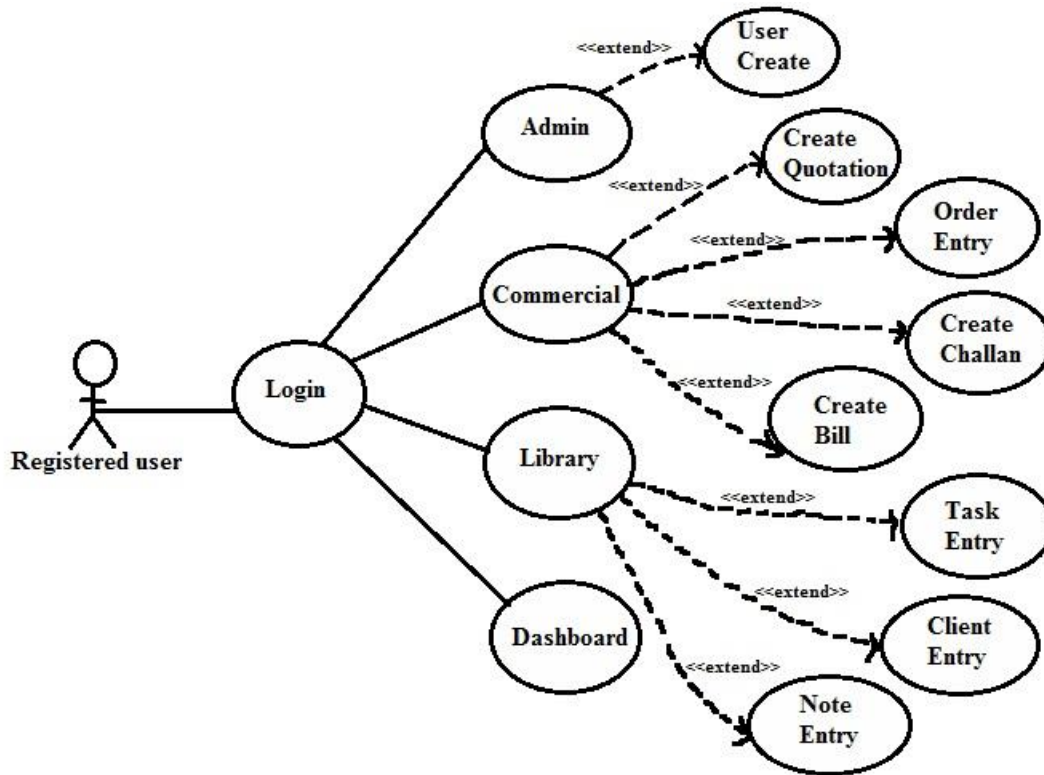 User
Create
<<extend>>
Admin
Create
Quotation
<<extend>>
Order
Entry
<<extend>>
Commercial
<<extend>>
Create
Challan
Login
<<extend>>
Create
Bill
Registered user
Library
<<extend>>
Task
Entry
<<extend>>
Client
Entry
Dashboard
<<extend>>
Note
Entry